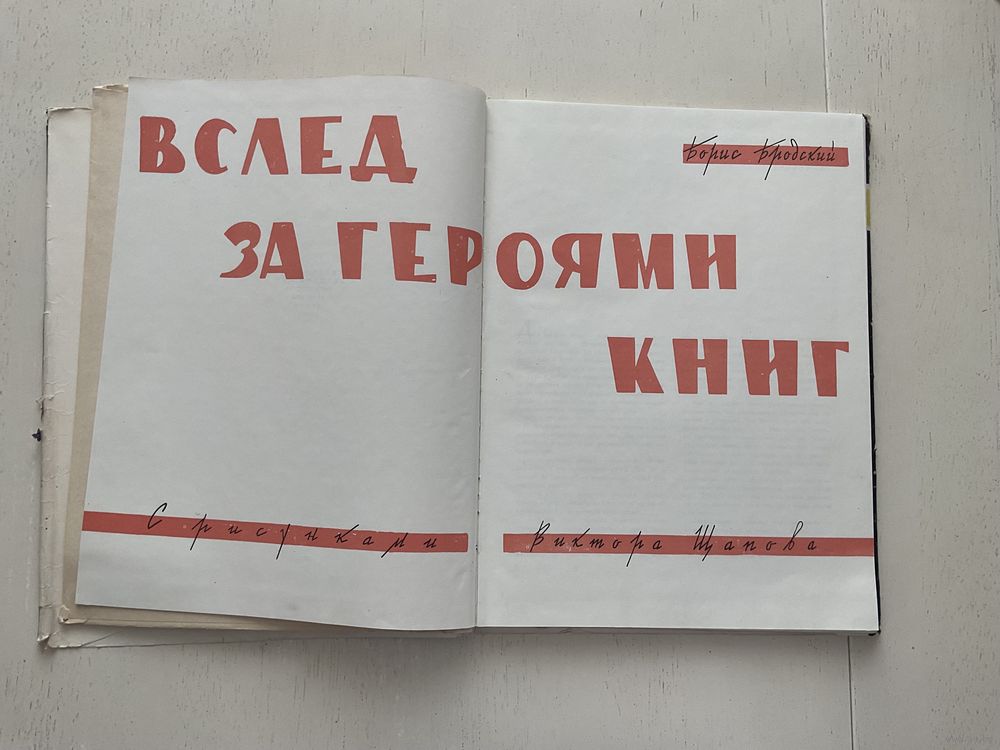 ВСЛЕД
Борис Бродский
ЗА ГЕРОЯМИ
КНИГ
С рисунками Виктора Щапова